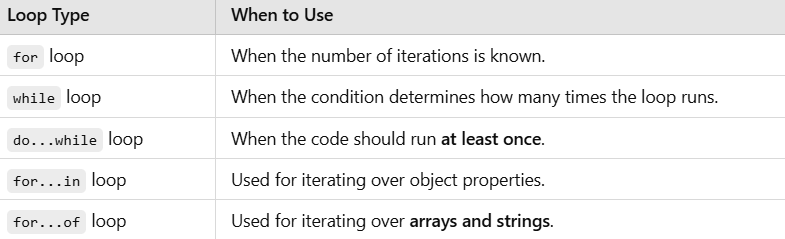 Loop Type When to Use
for loop When the number of iterations is known.
while loop When the condition determines how many times the loop runs.
do...while loop When the code should run at least once.
for...in loop Used for iterating over object properties.
for...of loop Used for iterating over arrays and strings.